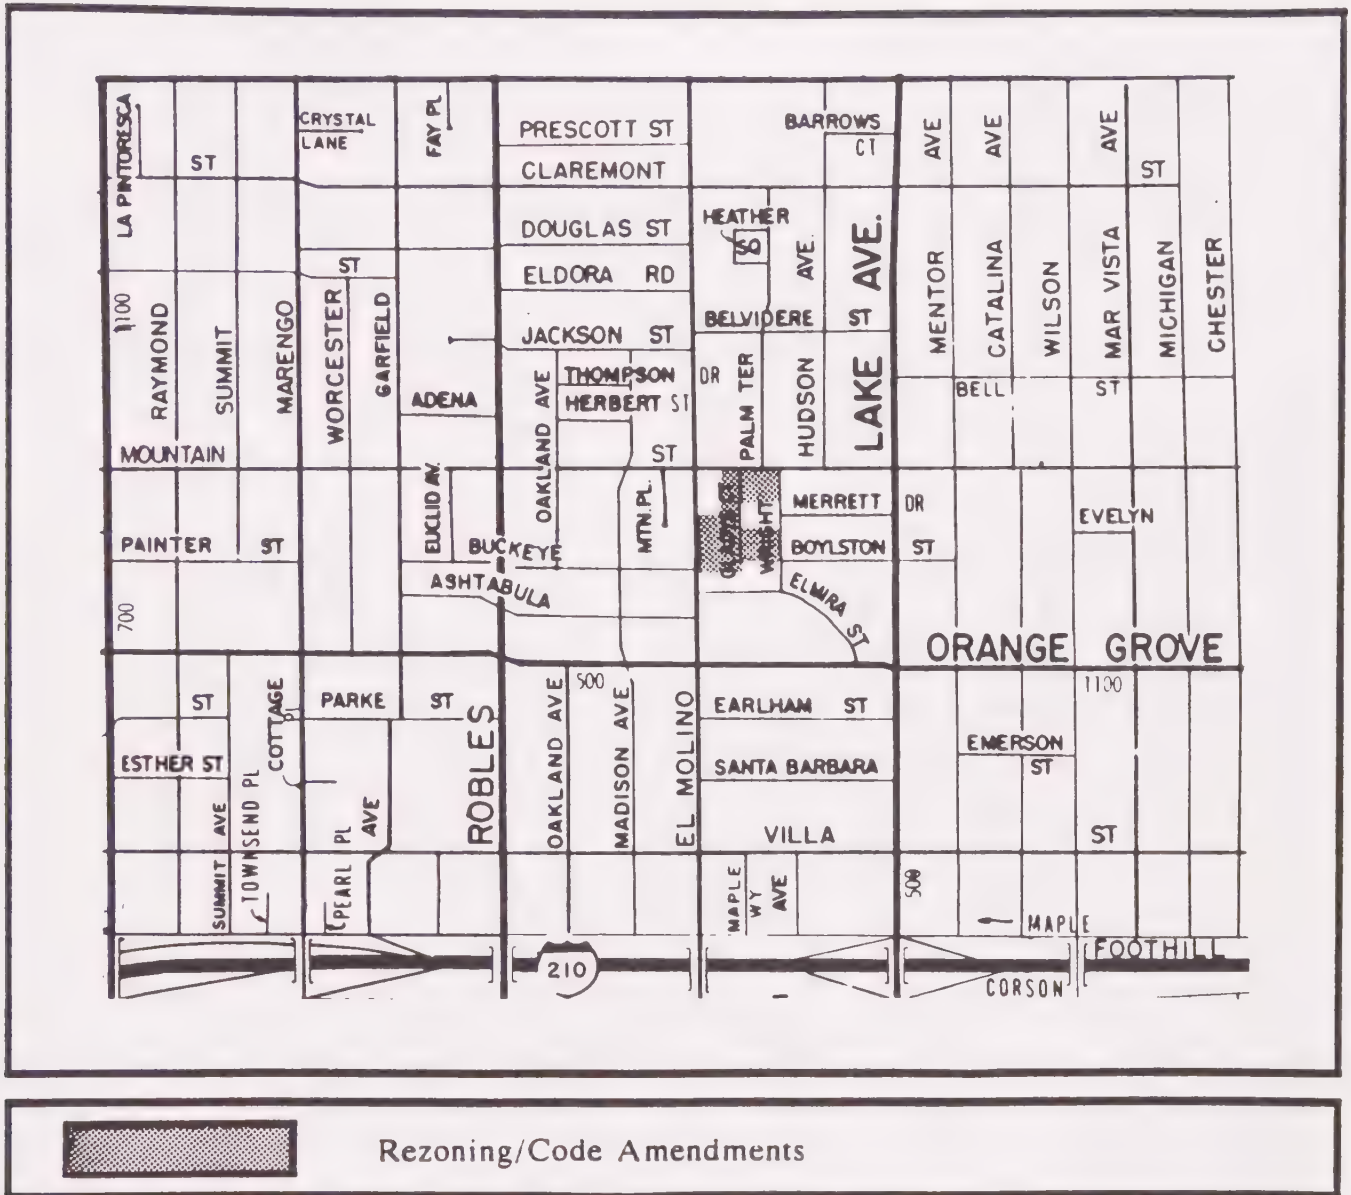 LA PINTORESCA
ST
CRYSTAL
LANE
FAY PL
PRESCOTT ST
CLAREMONT
BARROWS
CT
AVE
AVE
AVE
ST
DOUGLAS ST
HEATHER
SQ
ST
ELDORA RD
AVE.
LAKE AVE.
1100
RAYMOND
SUMMIT
MARENGO
WORCESTER
GARFIELD
JACKSON ST
BELVIDERE ST
MENTOR
CATALINA
WILSON
MAR VISTA
MICHIGAN
CHESTER
ADENA
OAKLAND AVE
THOMPSON DR
HERBERT ST
PALM TER
HUDSON
BELL ST
MOUNTAIN
ST
EUCLID AV.
MTN. PL.
WRIGHT
MERRETT DR
EVELYN
PAINTER ST
BUCKEYE
BOYLSTON ST
ASHTABULA
ELMIRA ST
700
ORANGE GROVE
ST
COTTAGE
PL
PARKE ST
ROBLES
OAKLAND AVE
500
MADISON AVE
EL MOLINO
EARLHAM ST
1100
ESTHER ST
SANTA BARBARA
EMERSON
ST
SUMMIT AVE
TOWNSEND PL
PEARL PL
AVE
VILLA
ST
MAPLE
WY
AVE
500
MAPLE
210
FOOTHILL
CORSON
Rezoning/Code Amendments